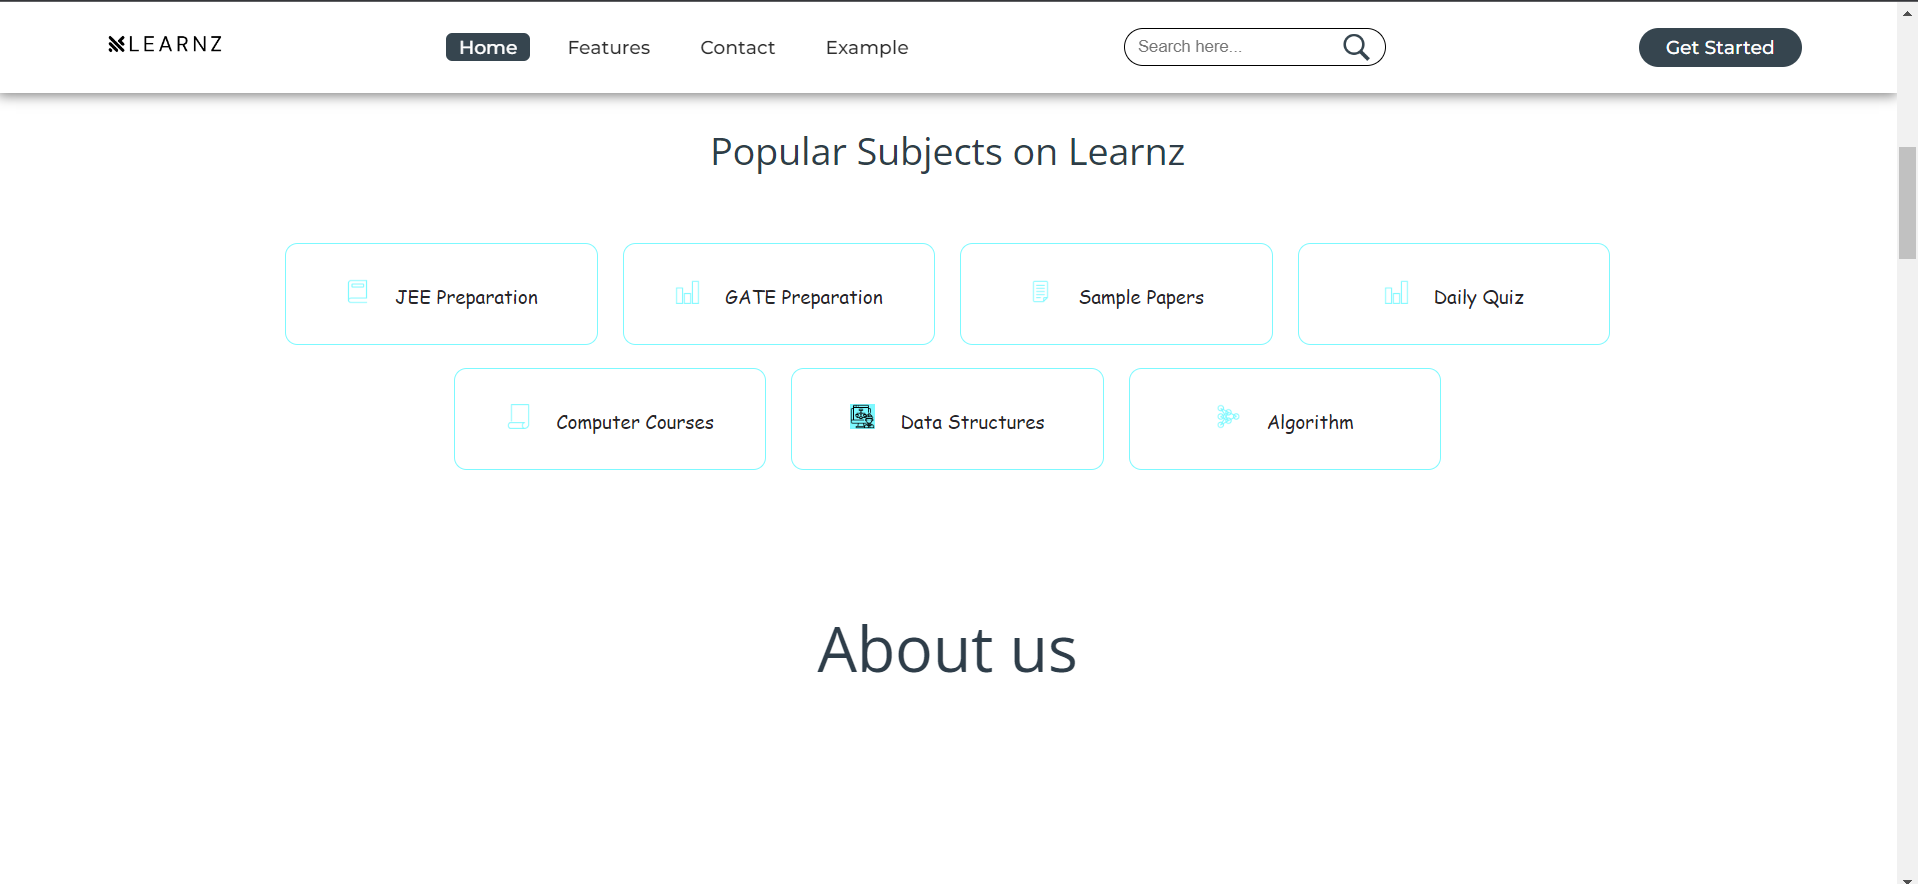 LEARNZ
Home Features Contact Example Search here... Get Started
Popular Subjects on Learnz
JEE Preparation GATE Preparation Sample Papers Daily Quiz
Computer Courses Data Structures Algorithm
About us